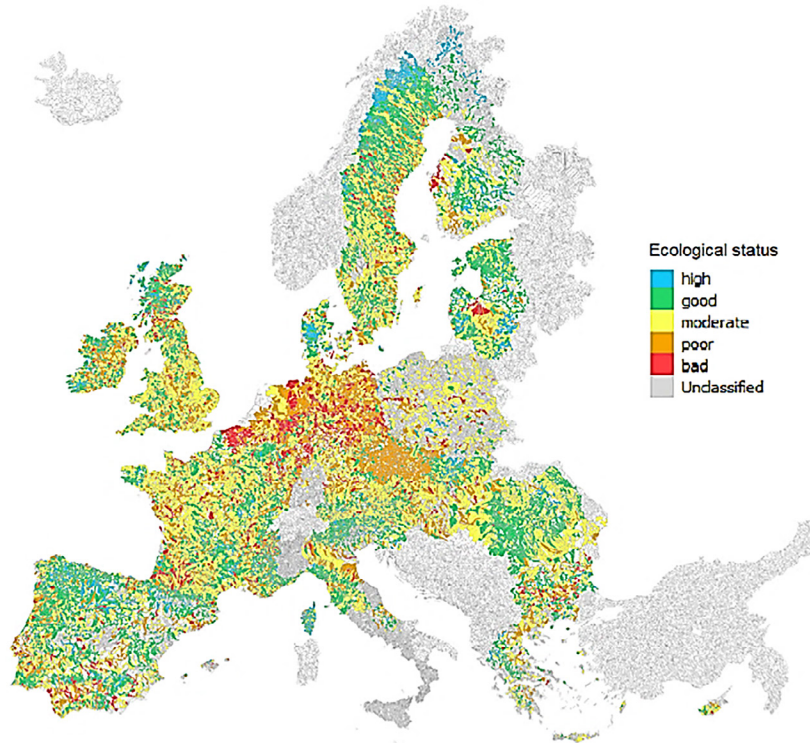 Ecological status
high
good
moderate
poor
bad
Unclassified